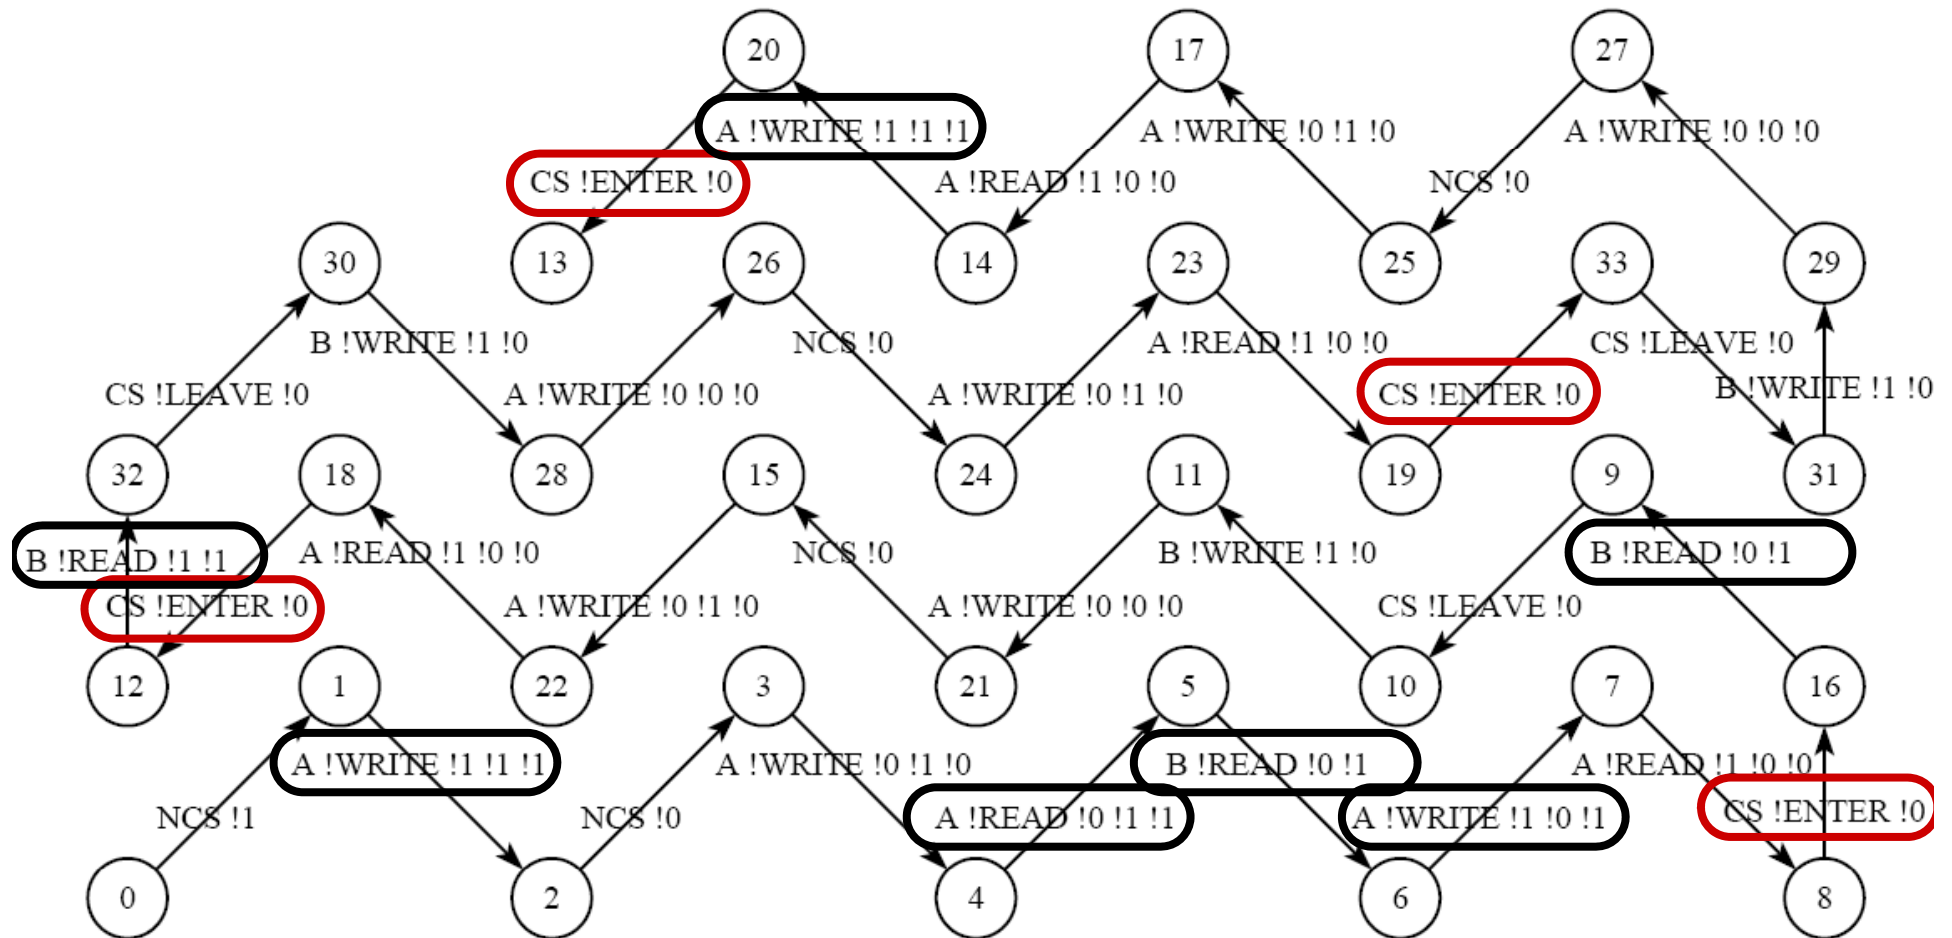 20
17
27
A !WRITE !1 !1 !1
A !WRITE !0 !1 !0
A !WRITE !0 !0 !0
CS !ENTER !0
A !READ !1 !0 !0
NCS !0
30
13
26
14
23
25
33
29
B !WRITE !1 !0
NCS !0
A !READ !1 !0 !0
CS !LEAVE !0
CS !LEAVE !0
A !WRITE !0 !0 !0
A !WRITE !0 !1 !0
CS !ENTER !0
B !WRITE !1 !0
32
18
28
15
24
11
19
9
31
B !READ !1 !1
A !READ !1 !0 !0
NCS !0
B !WRITE !1 !0
B !READ !0 !1
CS !ENTER !0
A !WRITE !0 !1 !0
A !WRITE !0 !0 !0
CS !LEAVE !0
12
1
22
3
21
5
10
7
16
A !WRITE !1 !1 !1
A !WRITE !0 !1 !0
B !READ !0 !1
A !READ !1 !0 !0
NCS !1
NCS !0
A !READ !0 !1 !1
A !WRITE !1 !0 !1
CS !ENTER !0
0
2
4
6
8